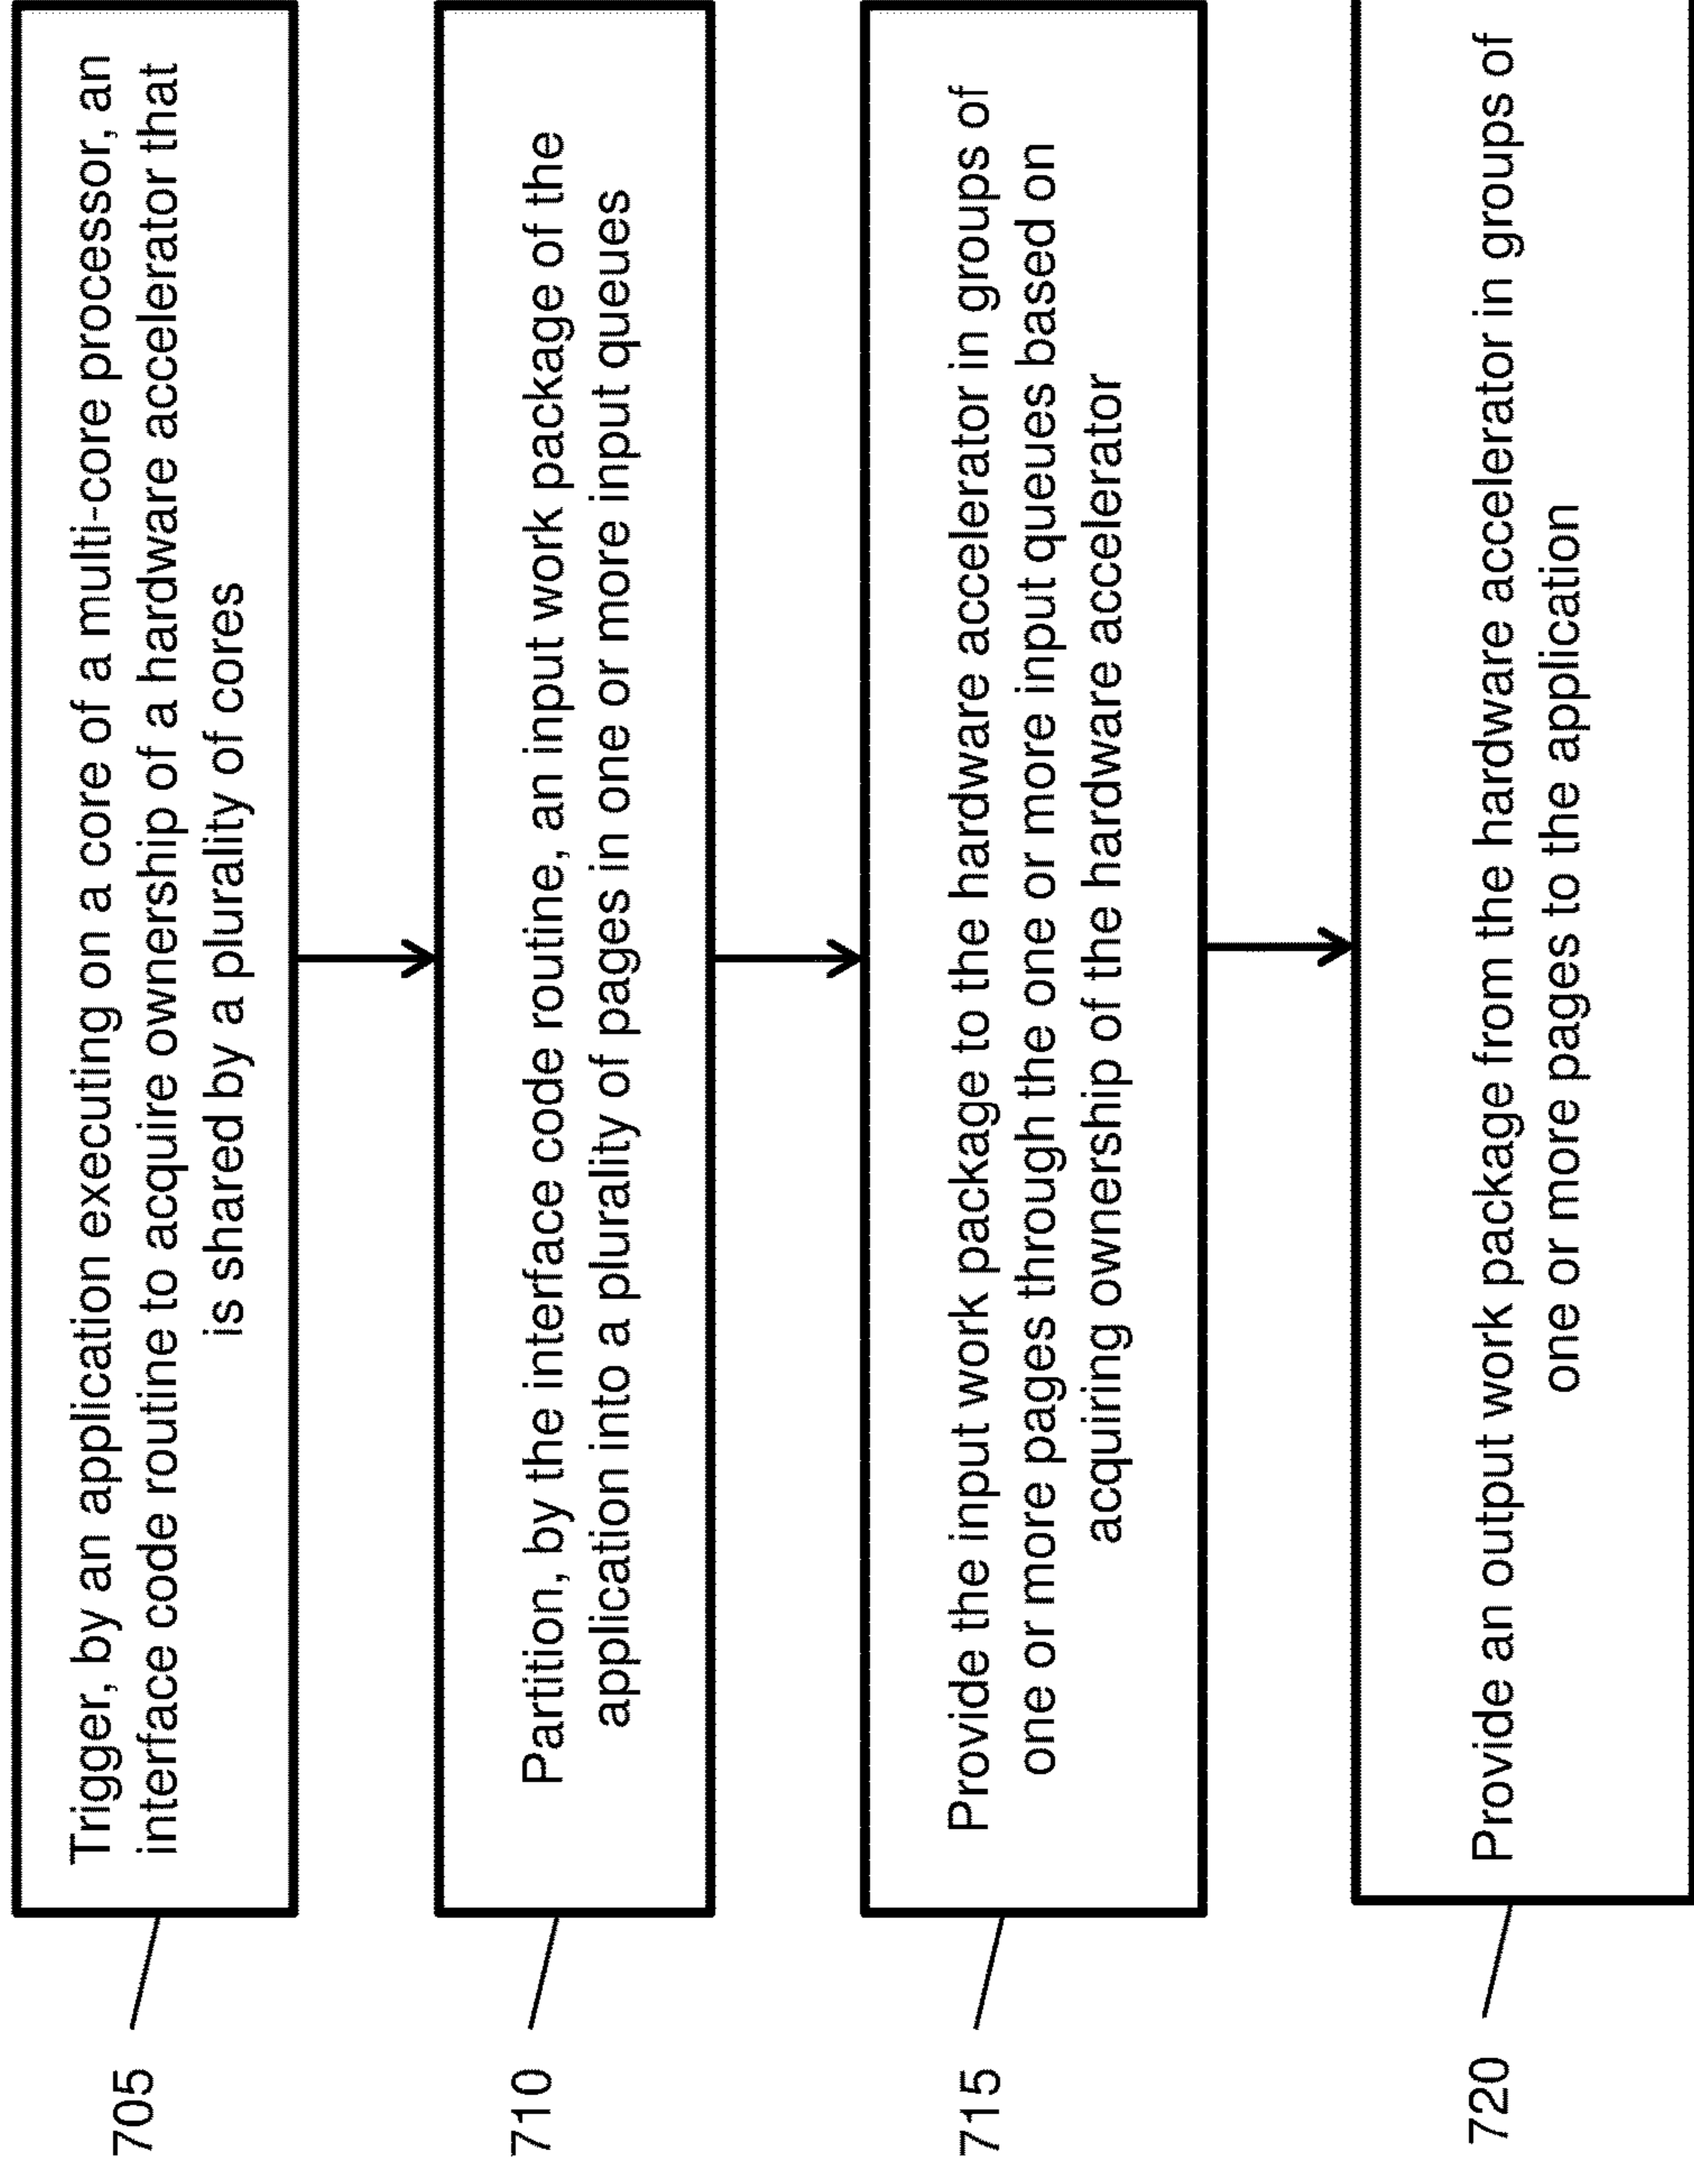 705
Trigger, by an application executing on a core of a multi-core processor, an
interface code routine to acquire ownership of a hardware accelerator that
is shared by a plurality of cores
710
Partition, by the interface code routine, an input work package of the
application into a plurality of pages in one or more input queues
715
Provide the input work package to the hardware accelerator in groups of
one or more pages through the one or more input queues based on
acquiring ownership of the hardware accelerator
720
Provide an output work package from the hardware accelerator in groups of
one or more pages to the application